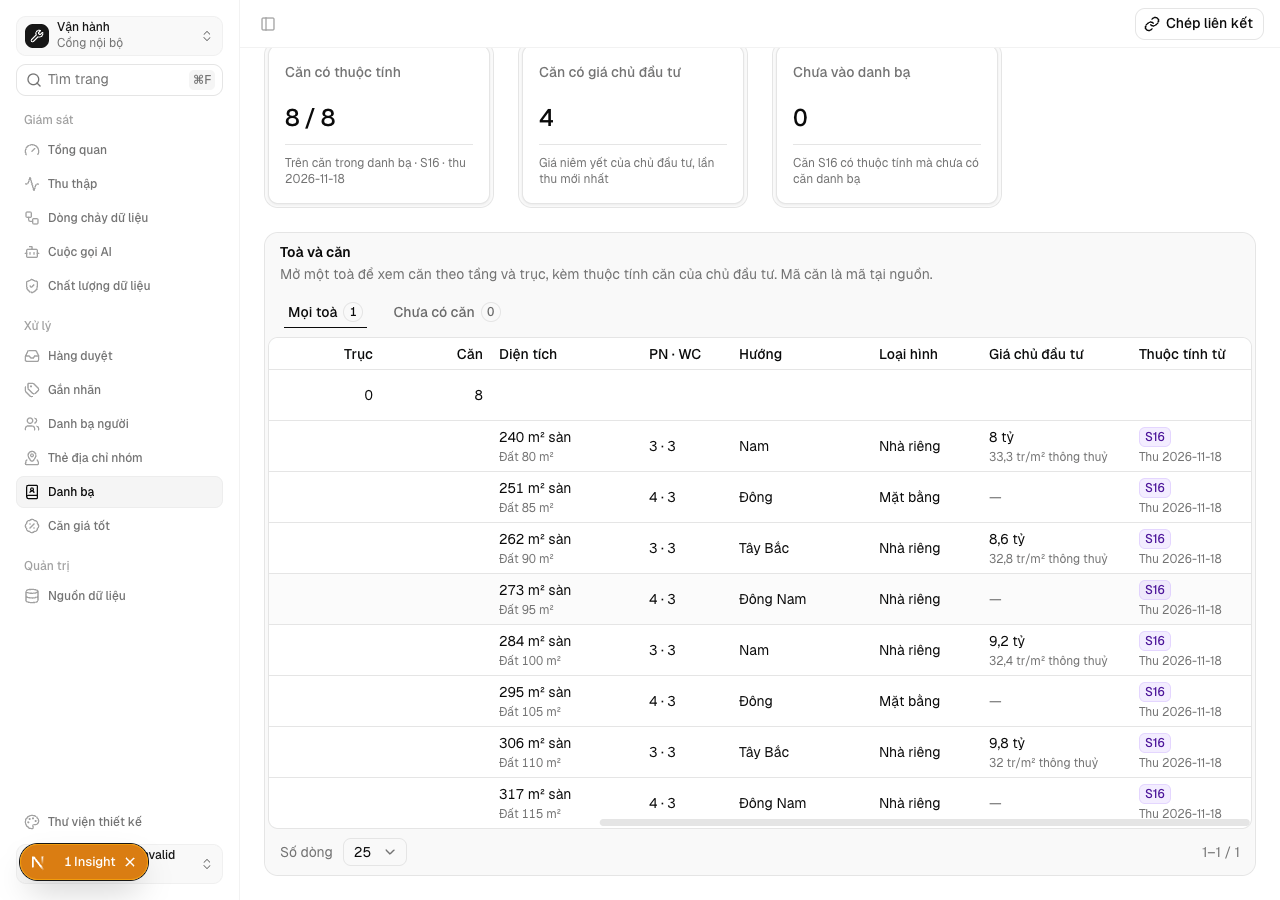 Vận hành
Cổng nội bộ
Tìm trang
⌘F
Giám sát
Tổng quan
Thu thập
Dòng chảy dữ liệu
Cuộc gọi AI
Chất lượng dữ liệu
Xử lý
Hàng duyệt
Gắn nhãn
Danh bạ người
Thẻ địa chỉ nhóm
Danh bạ
Căn giá tốt
Quản trị
Nguồn dữ liệu
Thư viện thiết kế
1 Insight
Chép liên kết
Căn có thuộc tính
8 / 8
Trên căn trong danh bạ · S16 · thu
2026-11-18
Căn có giá chủ đầu tư
4
Giá niêm yết của chủ đầu tư, lần
thu mới nhất
Chưa vào danh bạ
0
Căn S16 có thuộc tính mà chưa có
căn danh bạ
Toà và căn
Mở một toà để xem căn theo tầng và trục, kèm thuộc tính căn của chủ đầu tư. Mã căn là mã tại nguồn.
Mọi toà 1 Chưa có căn 0
Trục Căn Diện tích PN · WC Hướng Loại hình Giá chủ đầu tư Thuộc tính từ
0 8
240 m² sàn 3 · 3 Nam Nhà riêng 8 tỷ S16
Đất 80 m² 33,3 tr/m² thông thuỷ Thu 2026-11-18
251 m² sàn 4 · 3 Đông Mặt bằng — S16
Đất 85 m² Thu 2026-11-18
262 m² sàn 3 · 3 Tây Bắc Nhà riêng 8,6 tỷ S16
Đất 90 m² 32,8 tr/m² thông thuỷ Thu 2026-11-18
273 m² sàn 4 · 3 Đông Nam Nhà riêng — S16
Đất 95 m² Thu 2026-11-18
284 m² sàn 3 · 3 Nam Nhà riêng 9,2 tỷ S16
Đất 100 m² 32,4 tr/m² thông thuỷ Thu 2026-11-18
295 m² sàn 4 · 3 Đông Mặt bằng — S16
Đất 105 m² Thu 2026-11-18
306 m² sàn 3 · 3 Tây Bắc Nhà riêng 9,8 tỷ S16
Đất 110 m² 32 tr/m² thông thuỷ Thu 2026-11-18
317 m² sàn 4 · 3 Đông Nam Nhà riêng — S16
Đất 115 m² Thu 2026-11-18
Số dòng 25 1–1 / 1